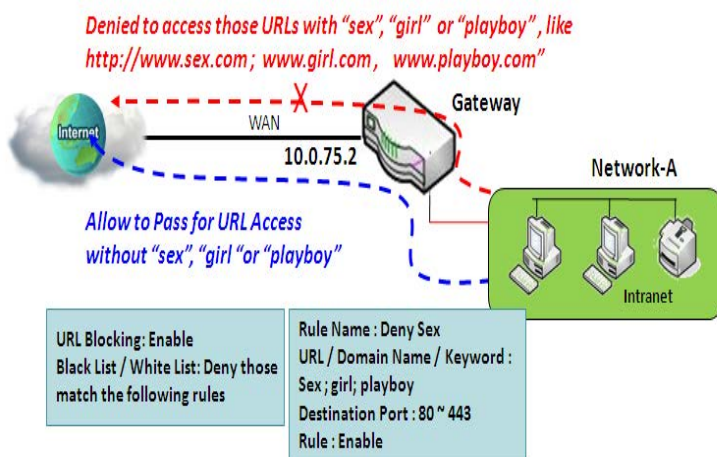 Denied to access those URLs with “sex”, “girl” or “playboy”, like
http://www.sex.com; www.girl.com, www.playboy.com”
Gateway
Internet
WAN
10.0.75.2
Network-A
Allow to Pass for URL Access
without “sex”, “girl “or “playboy”
Intranet
URL Blocking: Enable
Black List / White List: Deny those
match the following rules
Rule Name : Deny Sex
URL / Domain Name / Keyword :
Sex ; girl; playboy
Destination Port : 80 ~ 443
Rule : Enable